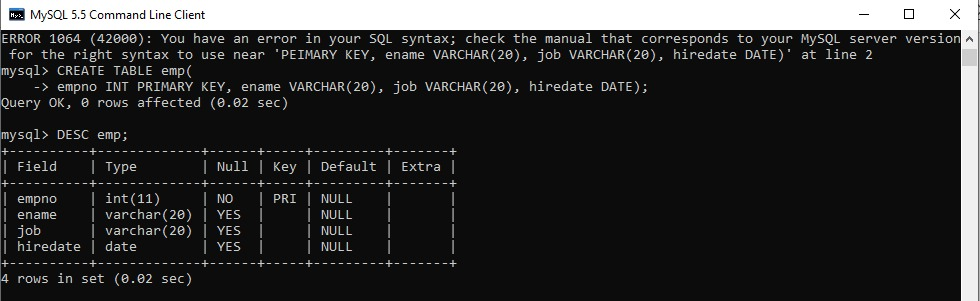 MySQL 5.5 Command Line Client
ERROR 1064 (42000): You have an error in your SQL syntax; check the manual that corresponds to your MySQL server version
 for the right syntax to use near 'PEIMARY KEY, ename VARCHAR(20), job VARCHAR(20), hiredate DATE)' at line 2
mysql> CREATE TABLE emp(
    -> empno INT PRIMARY KEY, ename VARCHAR(20), job VARCHAR(20), hiredate DATE);
Query OK, 0 rows affected (0.02 sec)

mysql> DESC emp;
+----------+-------------+------+-----+---------+-------+
| Field    | Type        | Null | Key | Default | Extra |
+----------+-------------+------+-----+---------+-------+
| empno    | int(11)     | NO   | PRI | NULL    |       |
| ename    | varchar(20) | YES  |     | NULL    |       |
| job      | varchar(20) | YES  |     | NULL    |       |
| hiredate | date        | YES  |     | NULL    |       |
+----------+-------------+------+-----+---------+-------+
4 rows in set (0.02 sec)